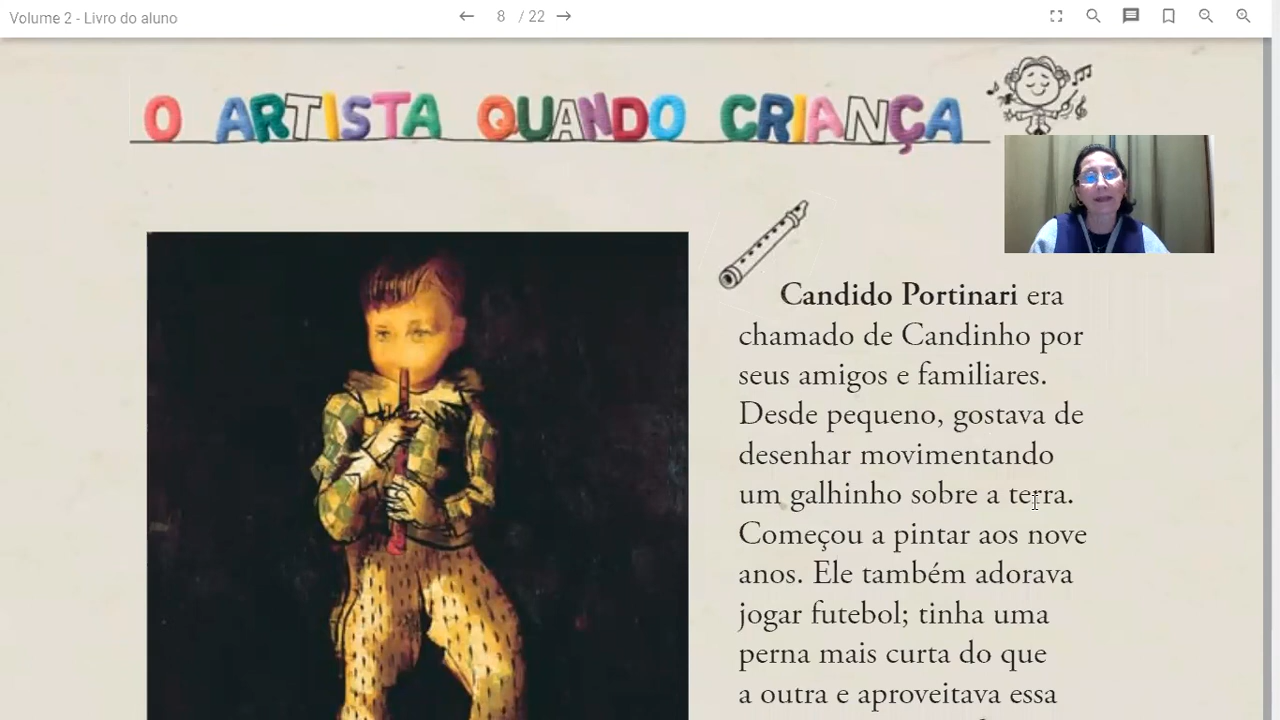 Volume 2 - Livro do aluno
8 / 22
O ARTISTA QUANDO CRIANÇA
Candido Portinari era
chamado de Candinho por
seus amigos e familiares.
Desde pequeno, gostava de
desenhar movimentando
um galhinho sobre a terra.
Começou a pintar aos nove
anos. Ele também adorava
jogar futebol; tinha uma
perna mais curta do que
a outra e aproveitava essa